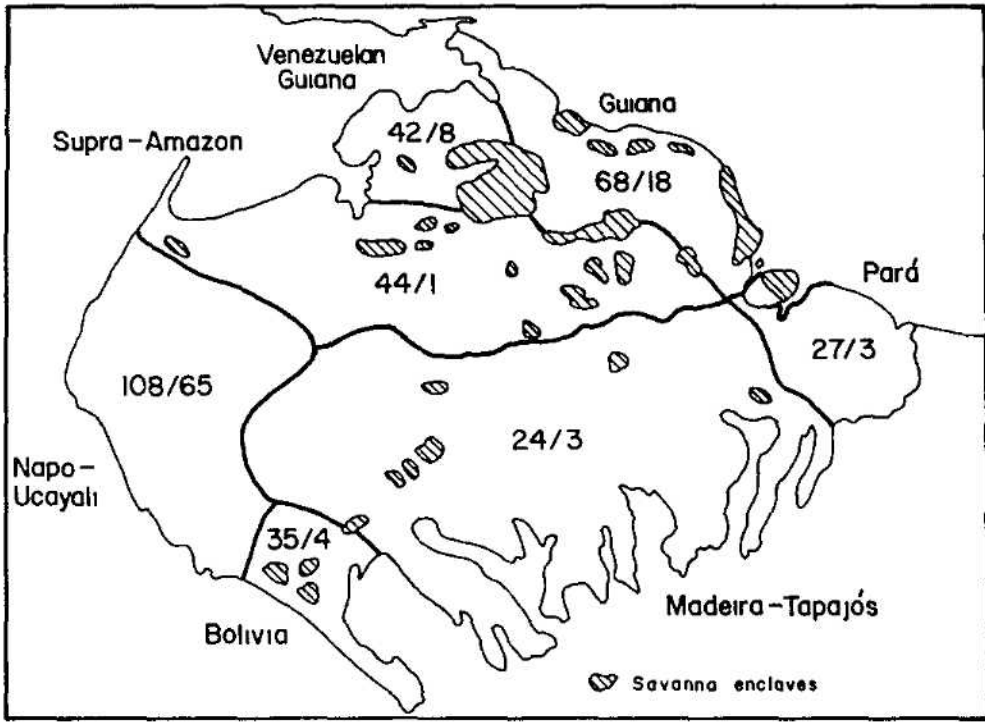 Venezuelan
Guiana
Guiana
Supra-Amazon
42/8
68/18
44/1
Pará
27/3
108/65
24/3
Napo-
Ucayali
35/4
Madeira-Tapajós
Bolivia
Savanna enclaves